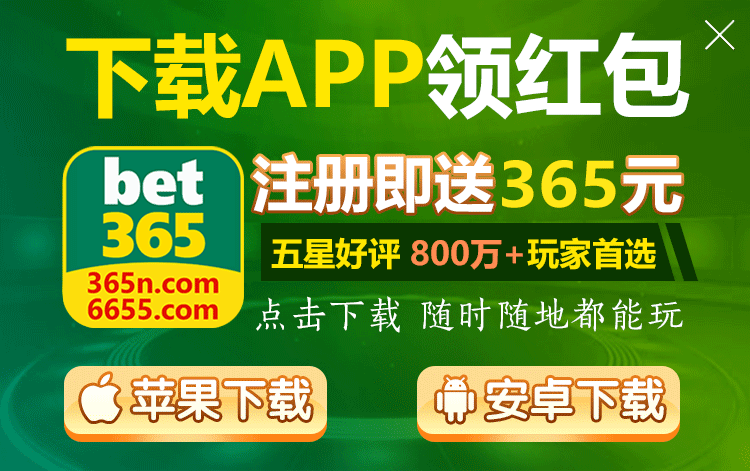 下载APP领红包
bet
365
365n.com
6655.com
注册即送365元
五星好评 800万+玩家首选
点击下载 随时随地都能玩
苹果下载
安卓下载